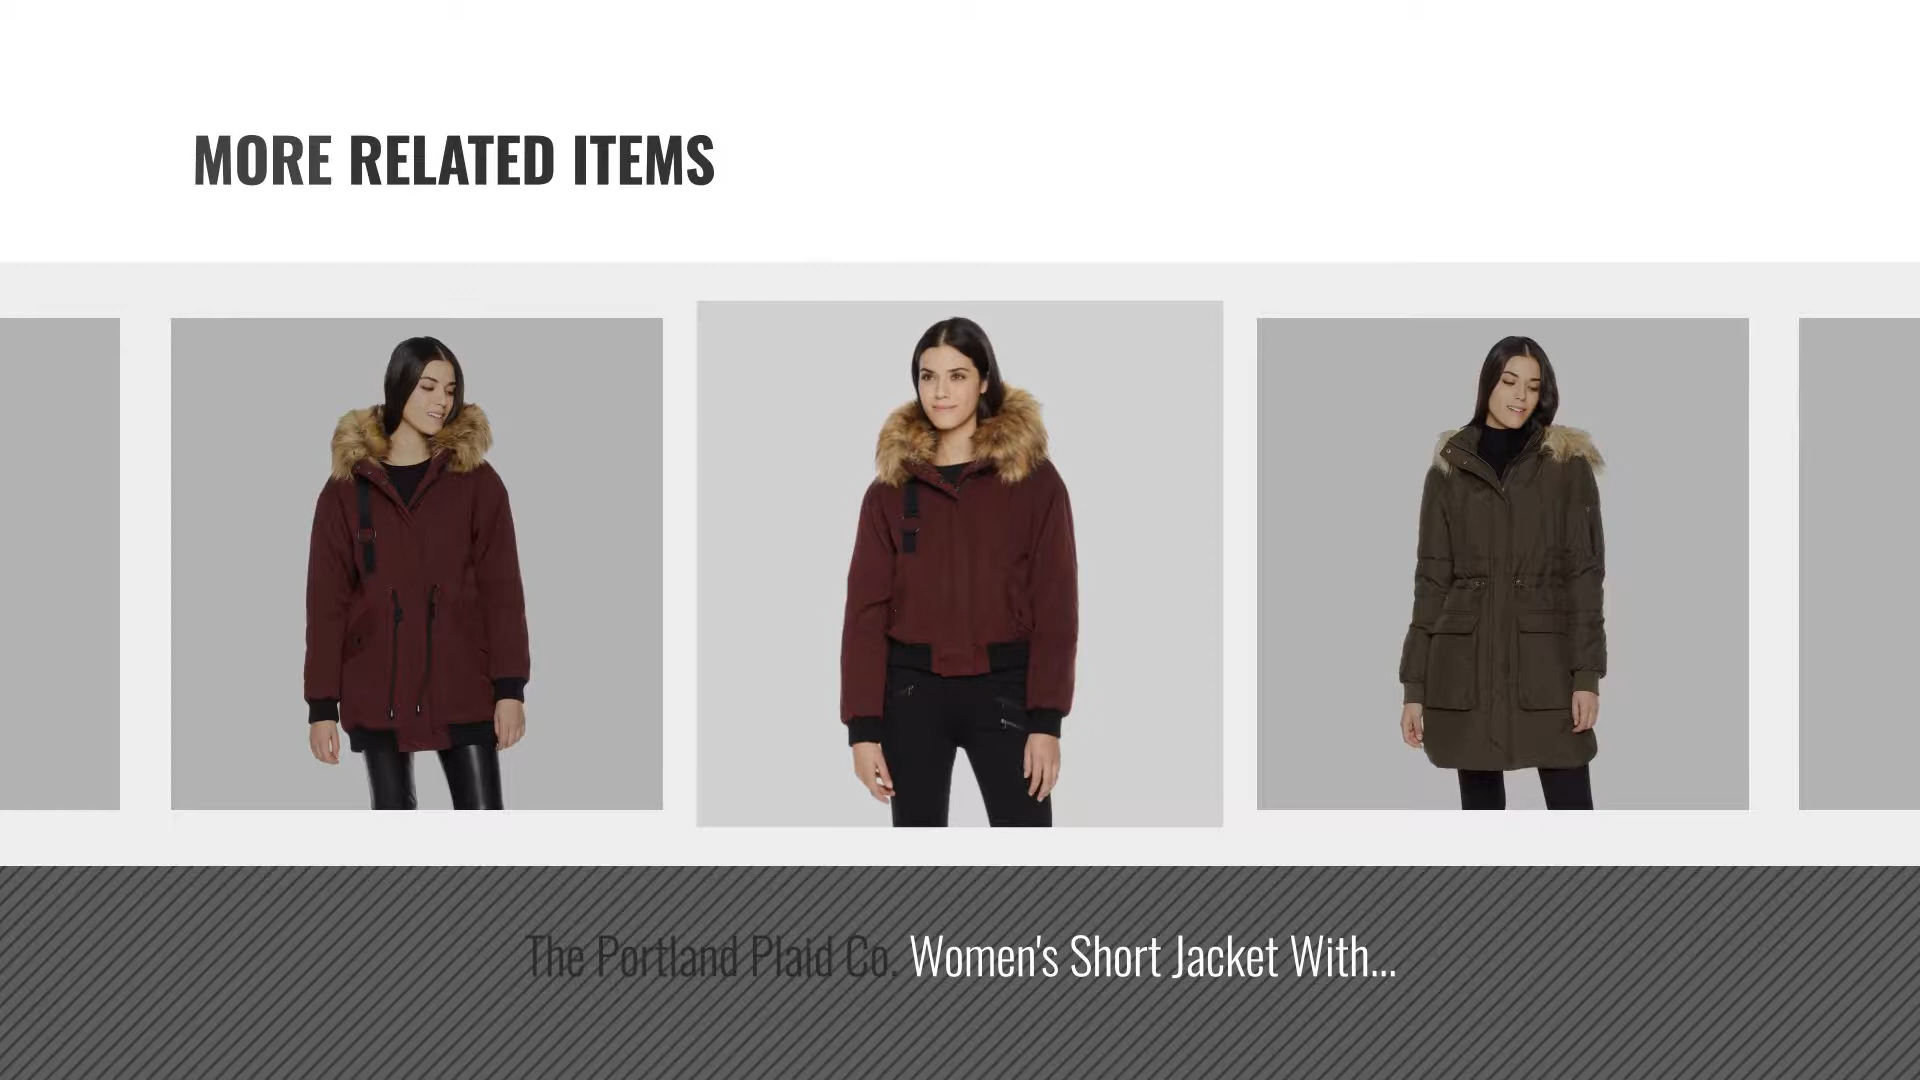 MORE RELATED ITEMS
The Portland Plaid Co. Women's Short Jacket With...